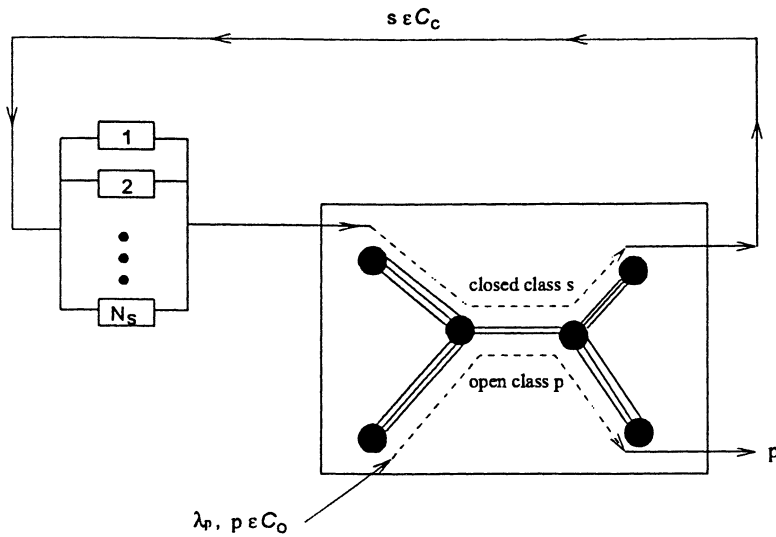 s ε C_c
1
2
N_s
closed class s
open class p
p
λ_p, p ε C_o